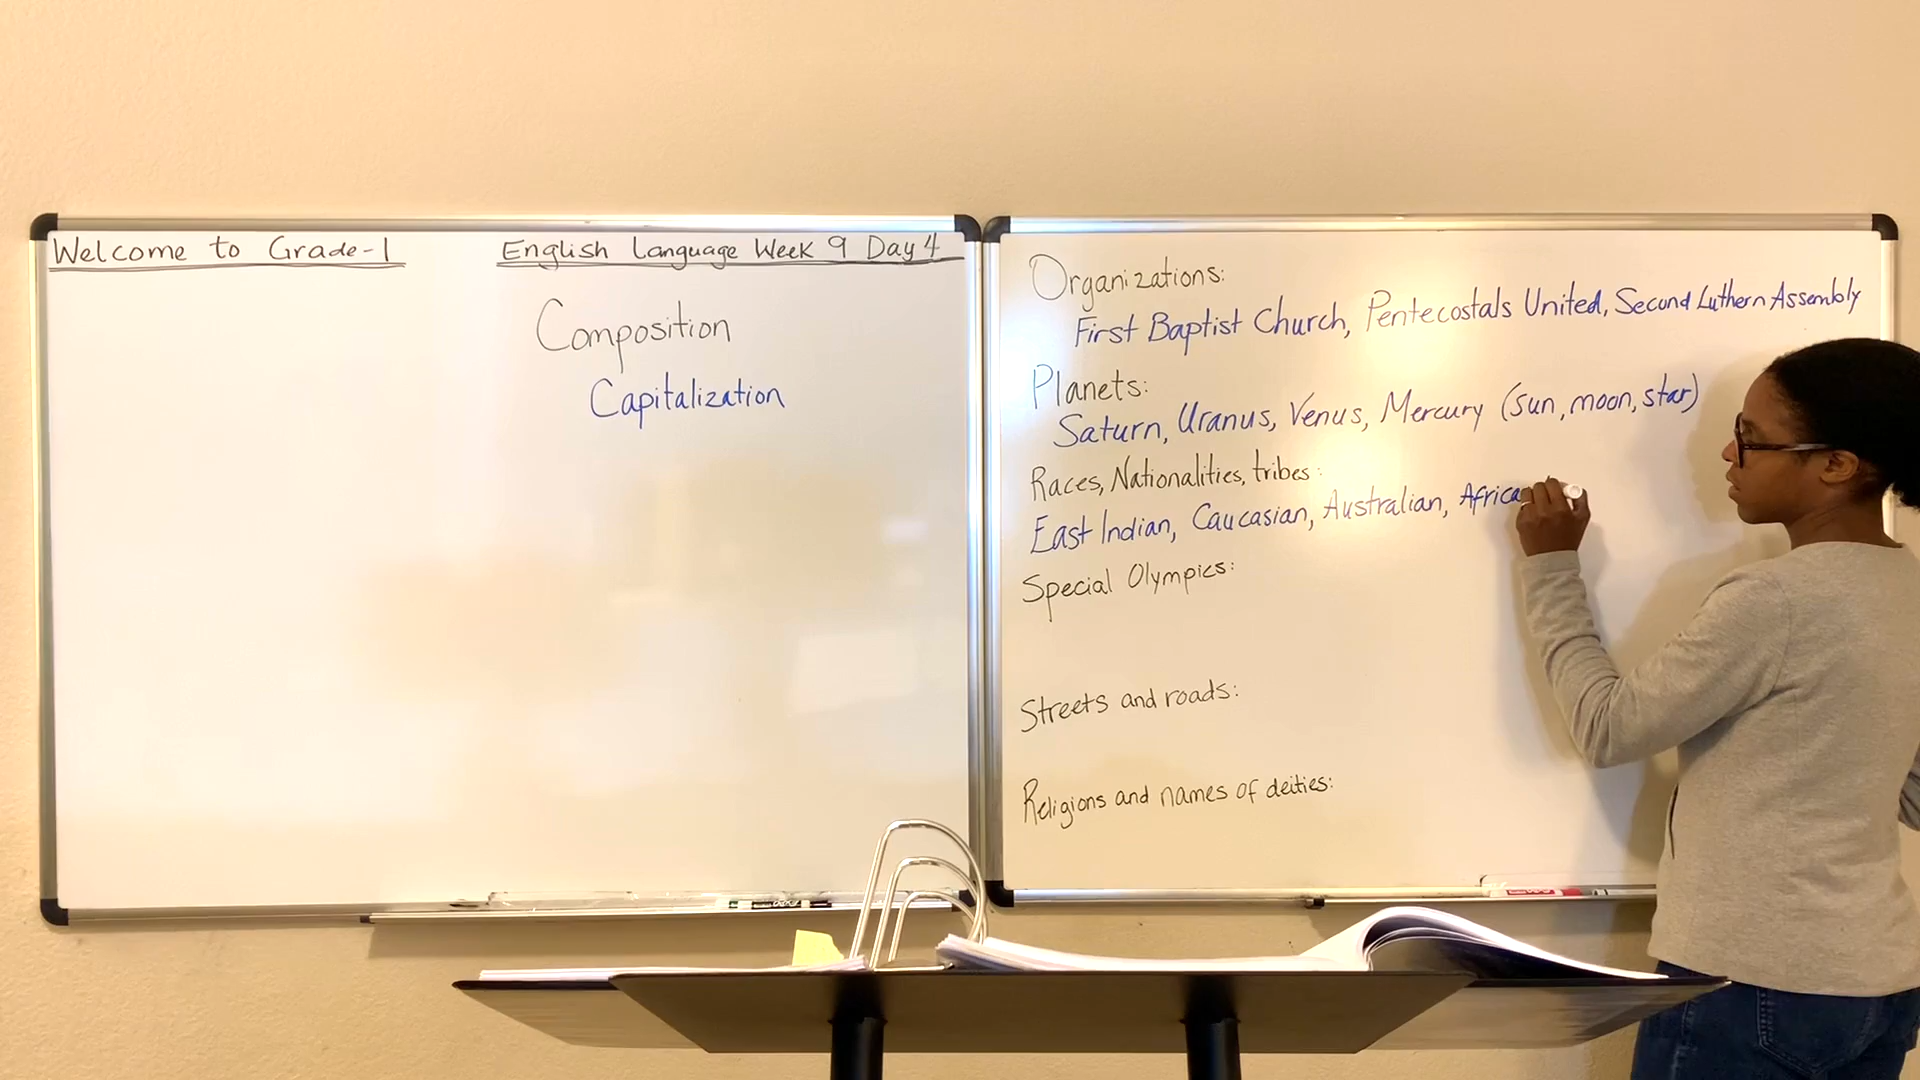 Welcome to Grade-1
English Language Week 9 Day 4
Composition
Capitalization
Organizations:
First Baptist Church, Pentecostals United, Second Luthern Assembly
Planets:
Saturn, Uranus, Venus, Mercury (sun, moon, star)
Races, Nationalities, tribes:
East Indian, Caucasian, Australian, Africa
Special Olympics:
Streets and roads:
Religions and names of deities: